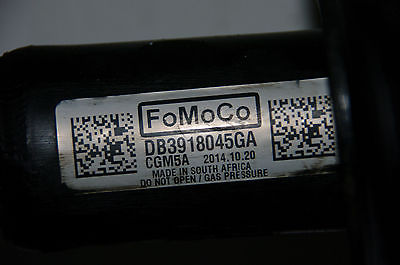 FoMoCo
DB3918045GA
CGM5A 2014.10.20
MADE IN SOUTH AFRICA
DO NOT OPEN / GAS PRESSURE